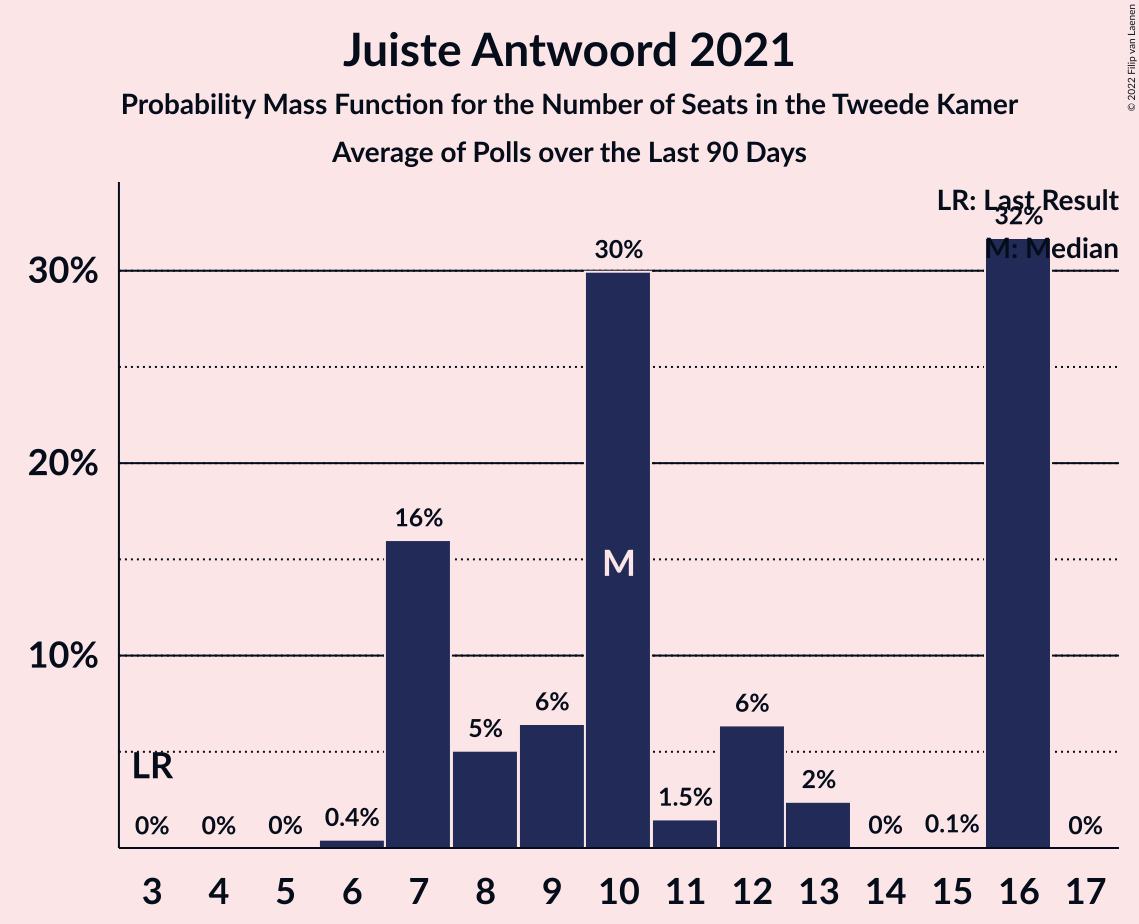 Juiste Antwoord 2021
Probability Mass Function for the Number of Seats in the Tweede Kamer
Average of Polls over the Last 90 Days
© 2022 Filip van Laenen
LR: Last Result
M: Median
30%
20%
10%
LR
M
0%
0%
0%
0.4%
16%
5%
6%
30%
1.5%
6%
2%
0%
0.1%
32%
0%
3 4 5 6 7 8 9 10 11 12 13 14 15 16 17